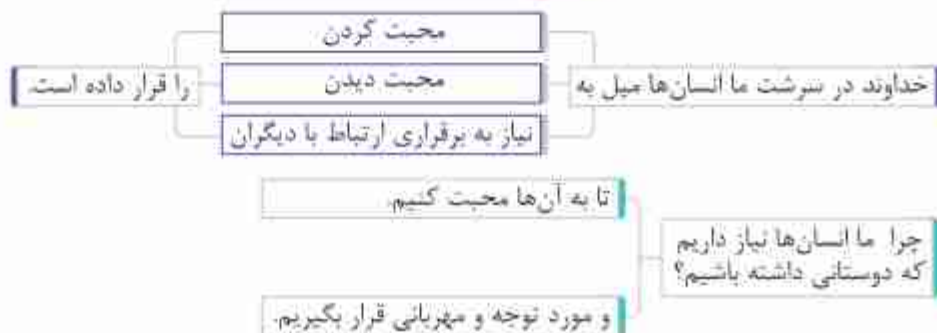 خداوند در سرشت ما انسان‌ها میل به
محبت کردن
محبت دیدن
نیاز به برقراری ارتباط با دیگران
را قرار داده است.
چرا ما انسان‌ها نیاز داریم
که دوستانی داشته باشیم؟
تا به آن‌ها محبت کنیم.
و مورد توجه و مهربانی قرار بگیریم.